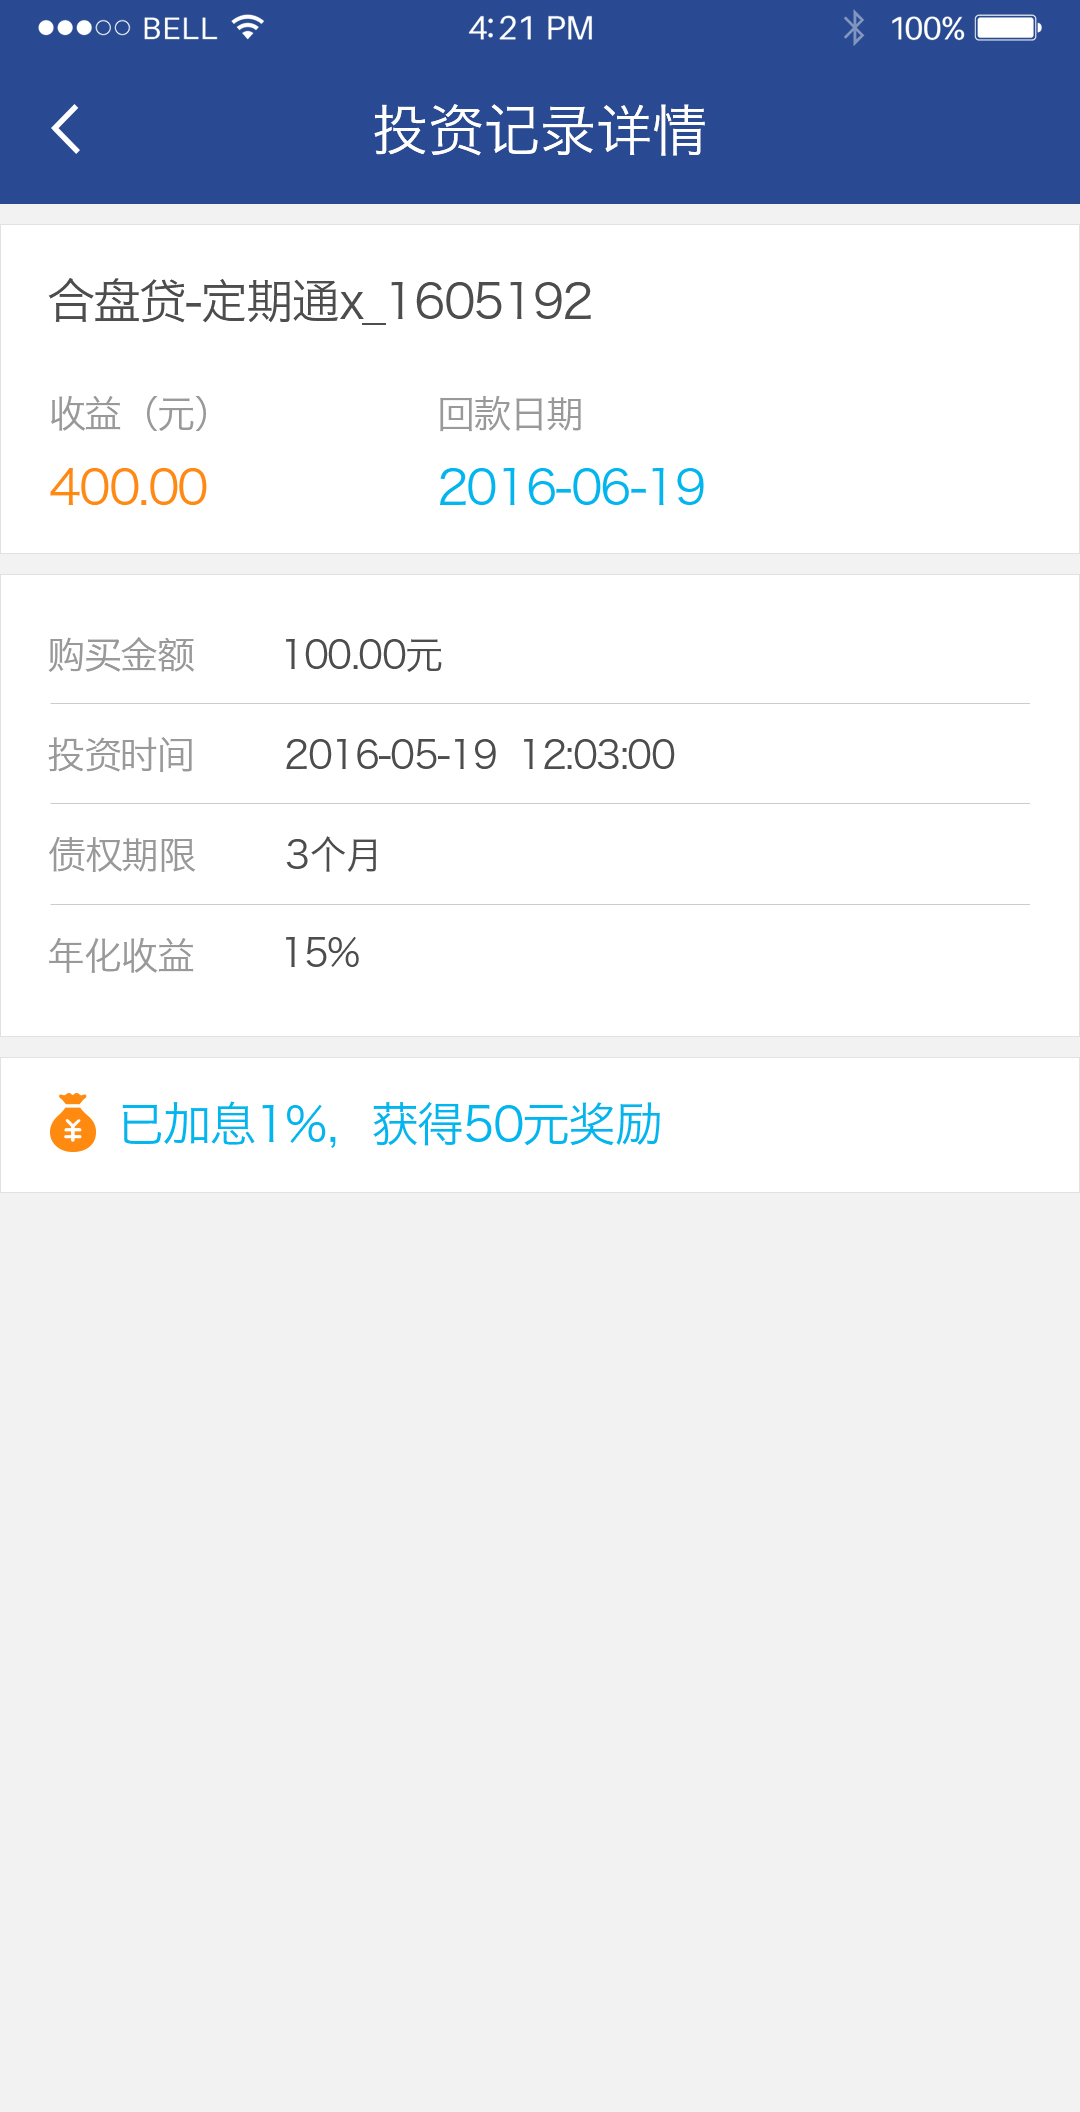 BELL 4:21 PM 100%
投资记录详情
合盘贷-定期通x_1605192
收益（元） 回款日期
400.00 2016-06-19
购买金额 100.00元
投资时间 2016-05-19 12:03:00
债权期限 3个月
年化收益 15%
已加息1%，获得50元奖励